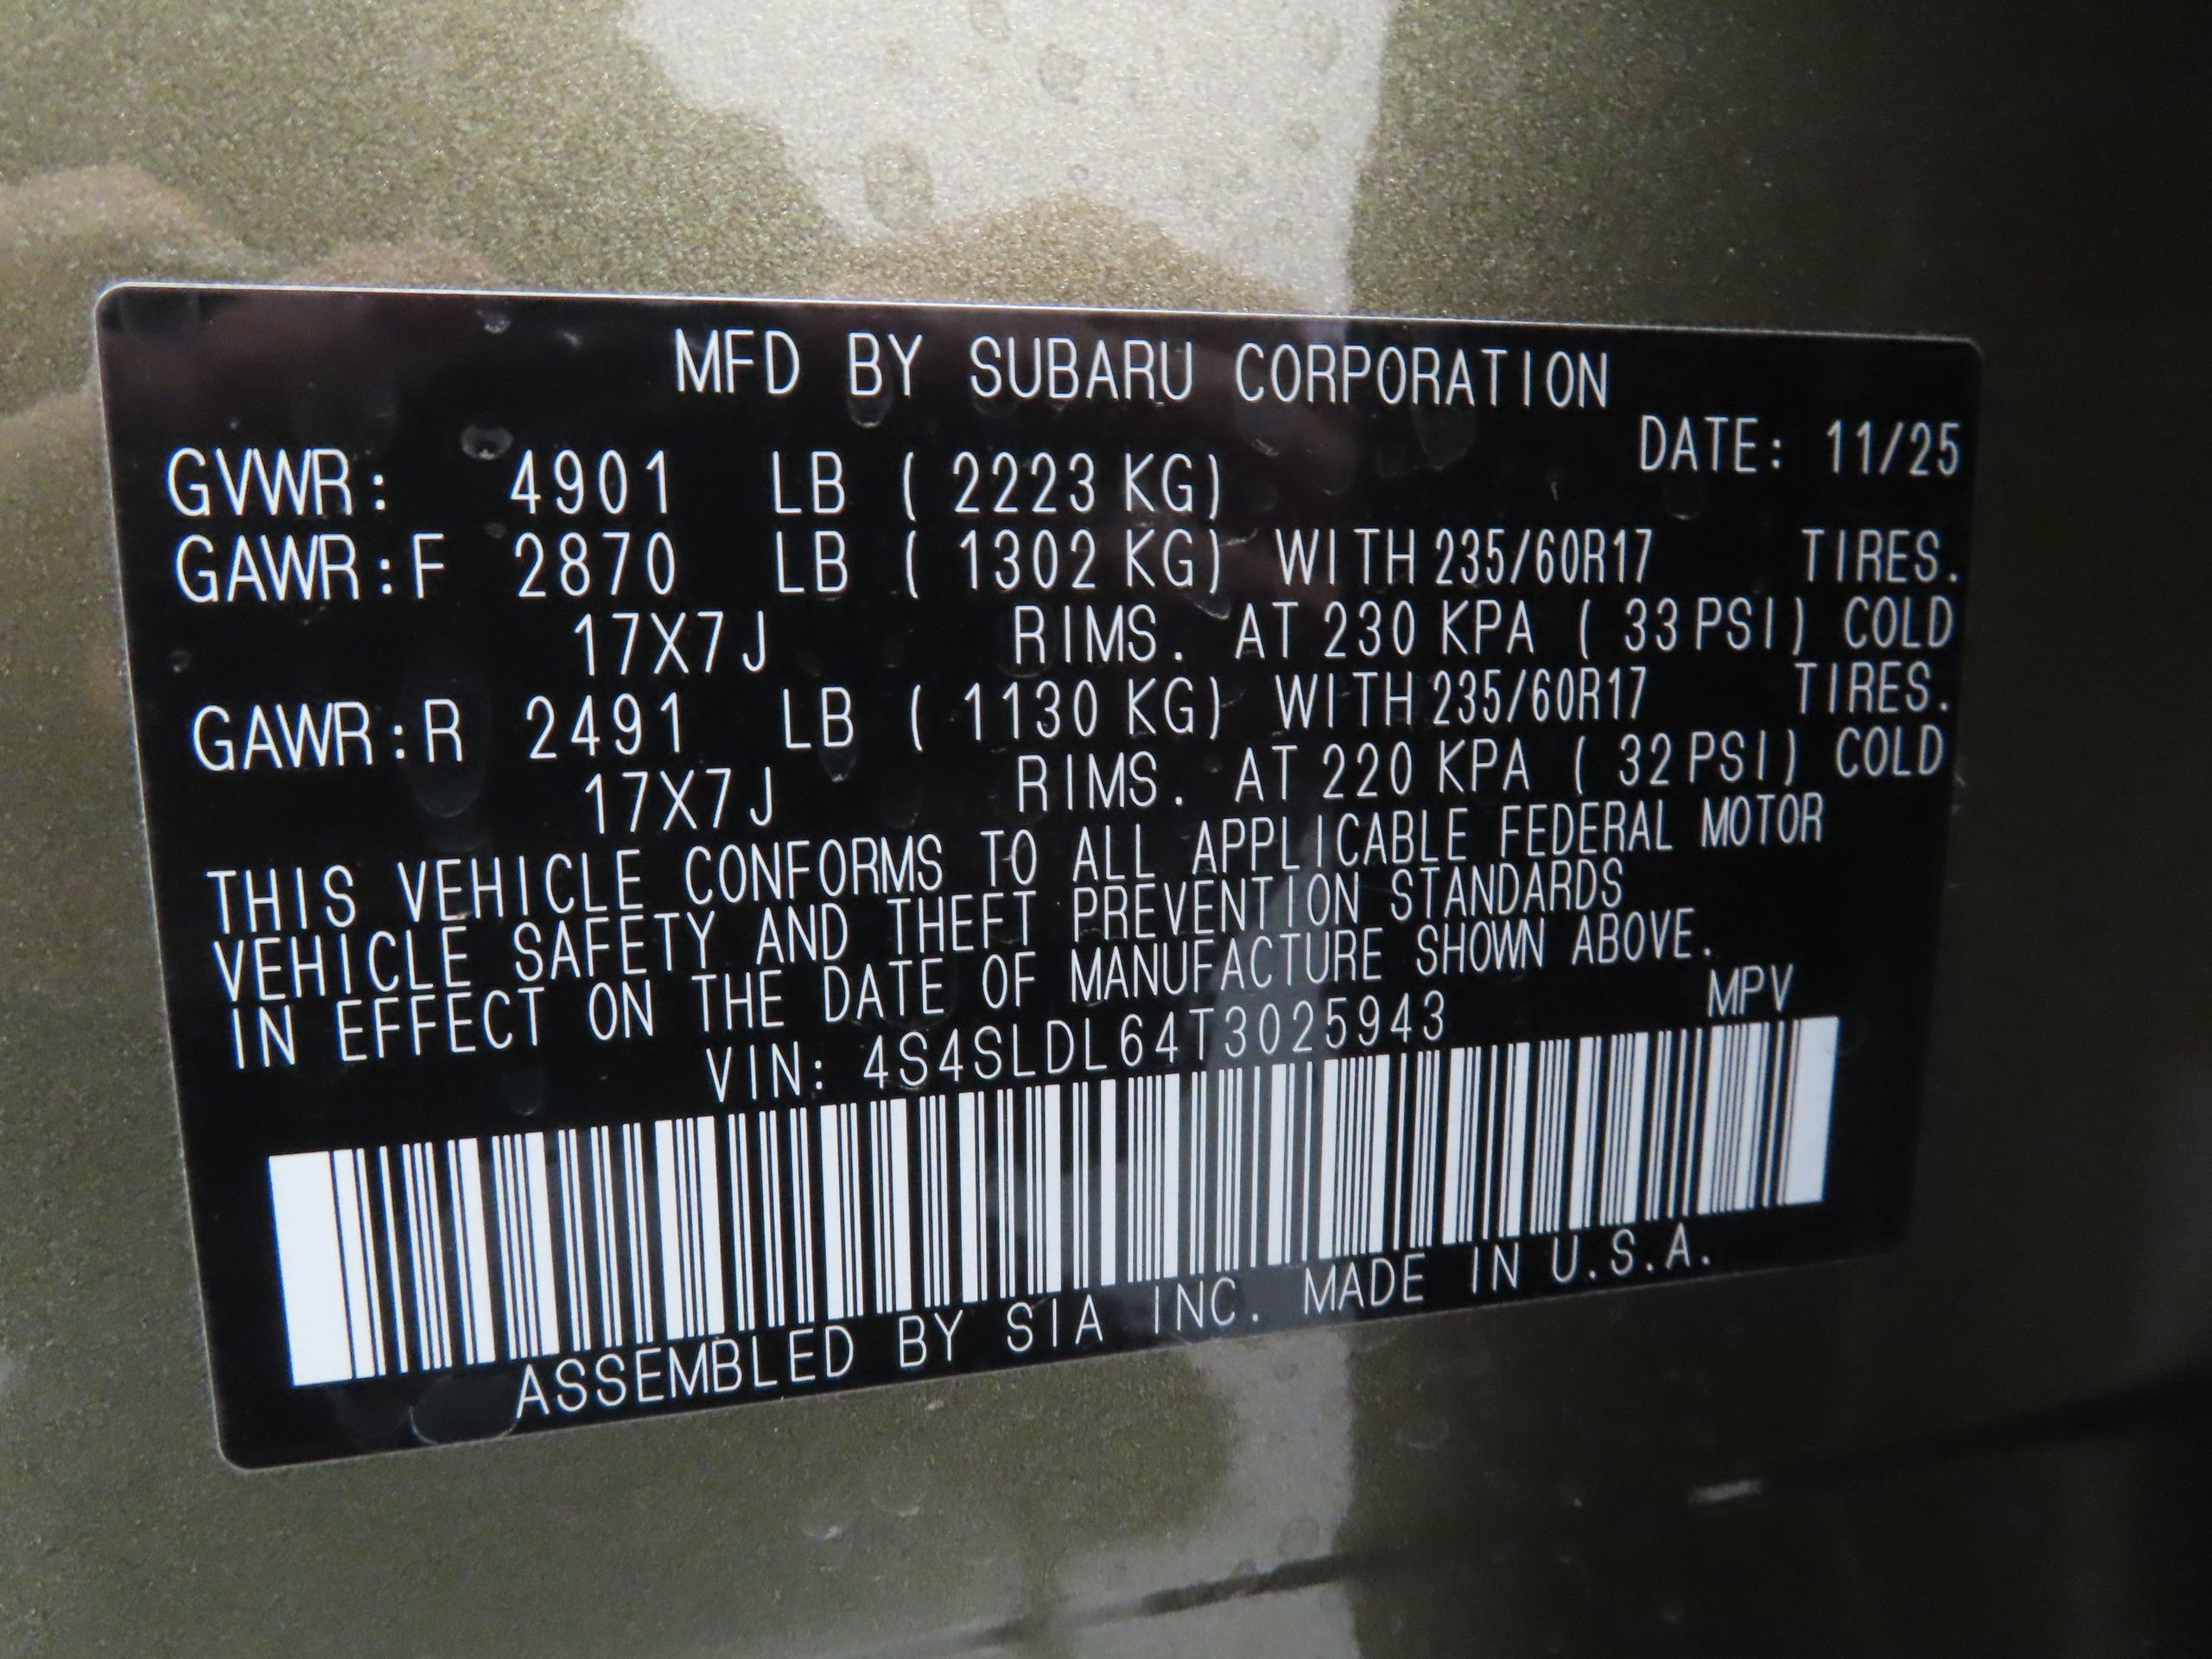 MFD BY SUBARU CORPORATION
DATE: 11/25
GVWR: 4901 LB ( 2223 KG)
GAWR:F 2870 LB ( 1302 KG) WITH 235/60R17 TIRES.
17X7J RIMS. AT 230 KPA ( 33 PSI) COLD
GAWR:R 2491 LB ( 1130 KG) WITH 235/60R17 TIRES.
17X7J RIMS. AT 220 KPA ( 32 PSI) COLD
THIS VEHICLE CONFORMS TO ALL APPLICABLE FEDERAL MOTOR
VEHICLE SAFETY AND THEFT PREVENTION STANDARDS
IN EFFECT ON THE DATE OF MANUFACTURE SHOWN ABOVE.
VIN: 4S4SLDL64T3025943 MPV
ASSEMBLED BY SIA INC. MADE IN U.S.A.